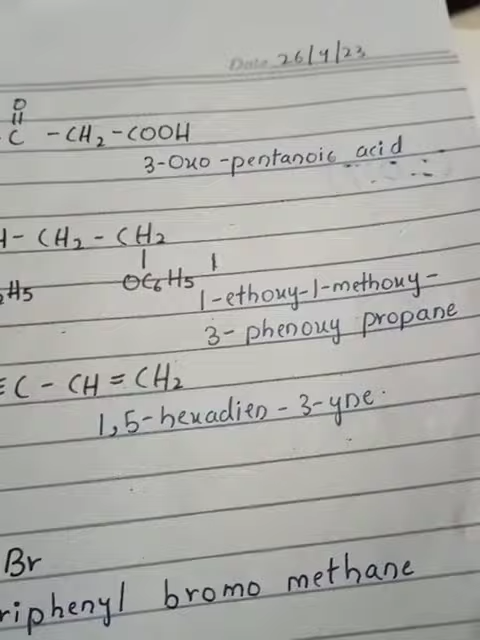 Date 26/4/23
O
||
C - CH2 - COOH
3-Oxo-pentanoic acid
H - CH2 - CH2
|
2H5 OC6H5
1-ethoxy-1-methoxy-
3-phenoxy propane
≡C - CH = CH2
1,5-hexadien-3-yne.
Br
riphenyl bromo methane